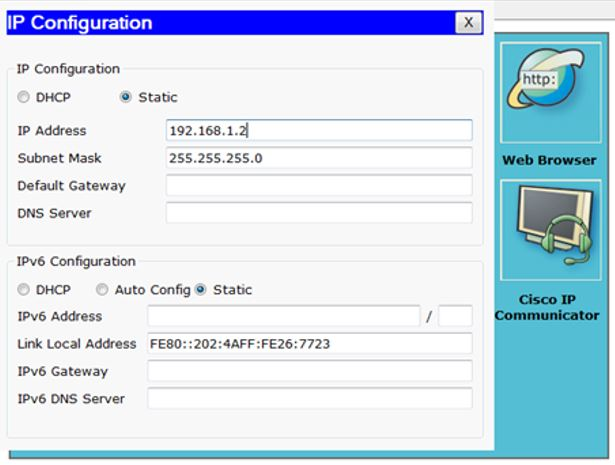 IP Configuration
X
IP Configuration
DHCP
Static
IP Address
192.168.1.2
Subnet Mask
255.255.255.0
Default Gateway
DNS Server
IPv6 Configuration
DHCP
Auto Config
Static
IPv6 Address
/
Link Local Address
FE80::202:4AFF:FE26:7723
IPv6 Gateway
IPv6 DNS Server
http:
Web Browser
Cisco IP
Communicator